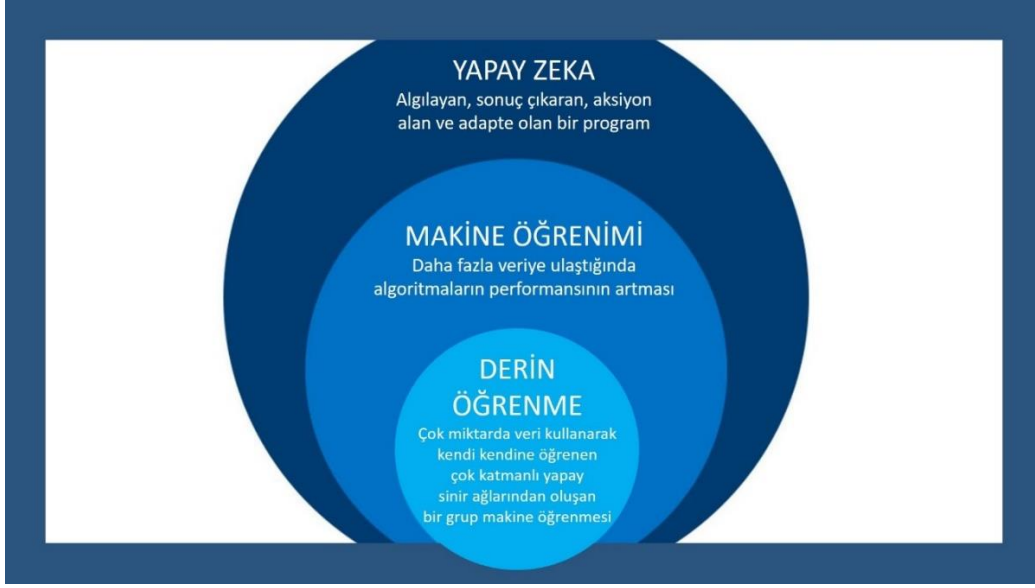 YAPAY ZEKA
Algılayan, sonuç çıkaran, aksiyon
alan ve adapte olan bir program
MAKİNE ÖĞRENİMİ
Daha fazla veriye ulaştığında
algoritmaların performansının artması
DERİN
ÖĞRENME
Çok miktarda veri kullanarak
kendi kendine öğrenen
çok katmanlı yapay
sinir ağlarından oluşan
bir grup makine öğrenmesi